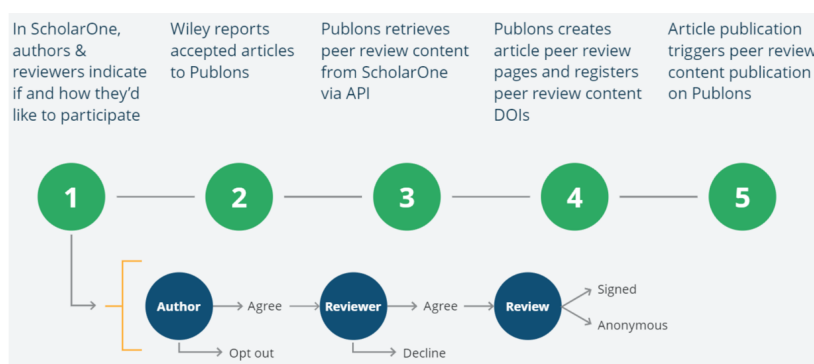 In ScholarOne,
authors &
reviewers indicate
if and how they'd
like to participate
Wiley reports
accepted articles
to Publons
Publons retrieves
peer review content
from ScholarOne
via API
Publons creates
article peer review
pages and registers
peer review content
DOIs
Article publication
triggers peer review
content publication
on Publons
1
2
3
4
5
Author
Agree
Reviewer
Agree
Review
Signed
Anonymous
Opt out
Decline